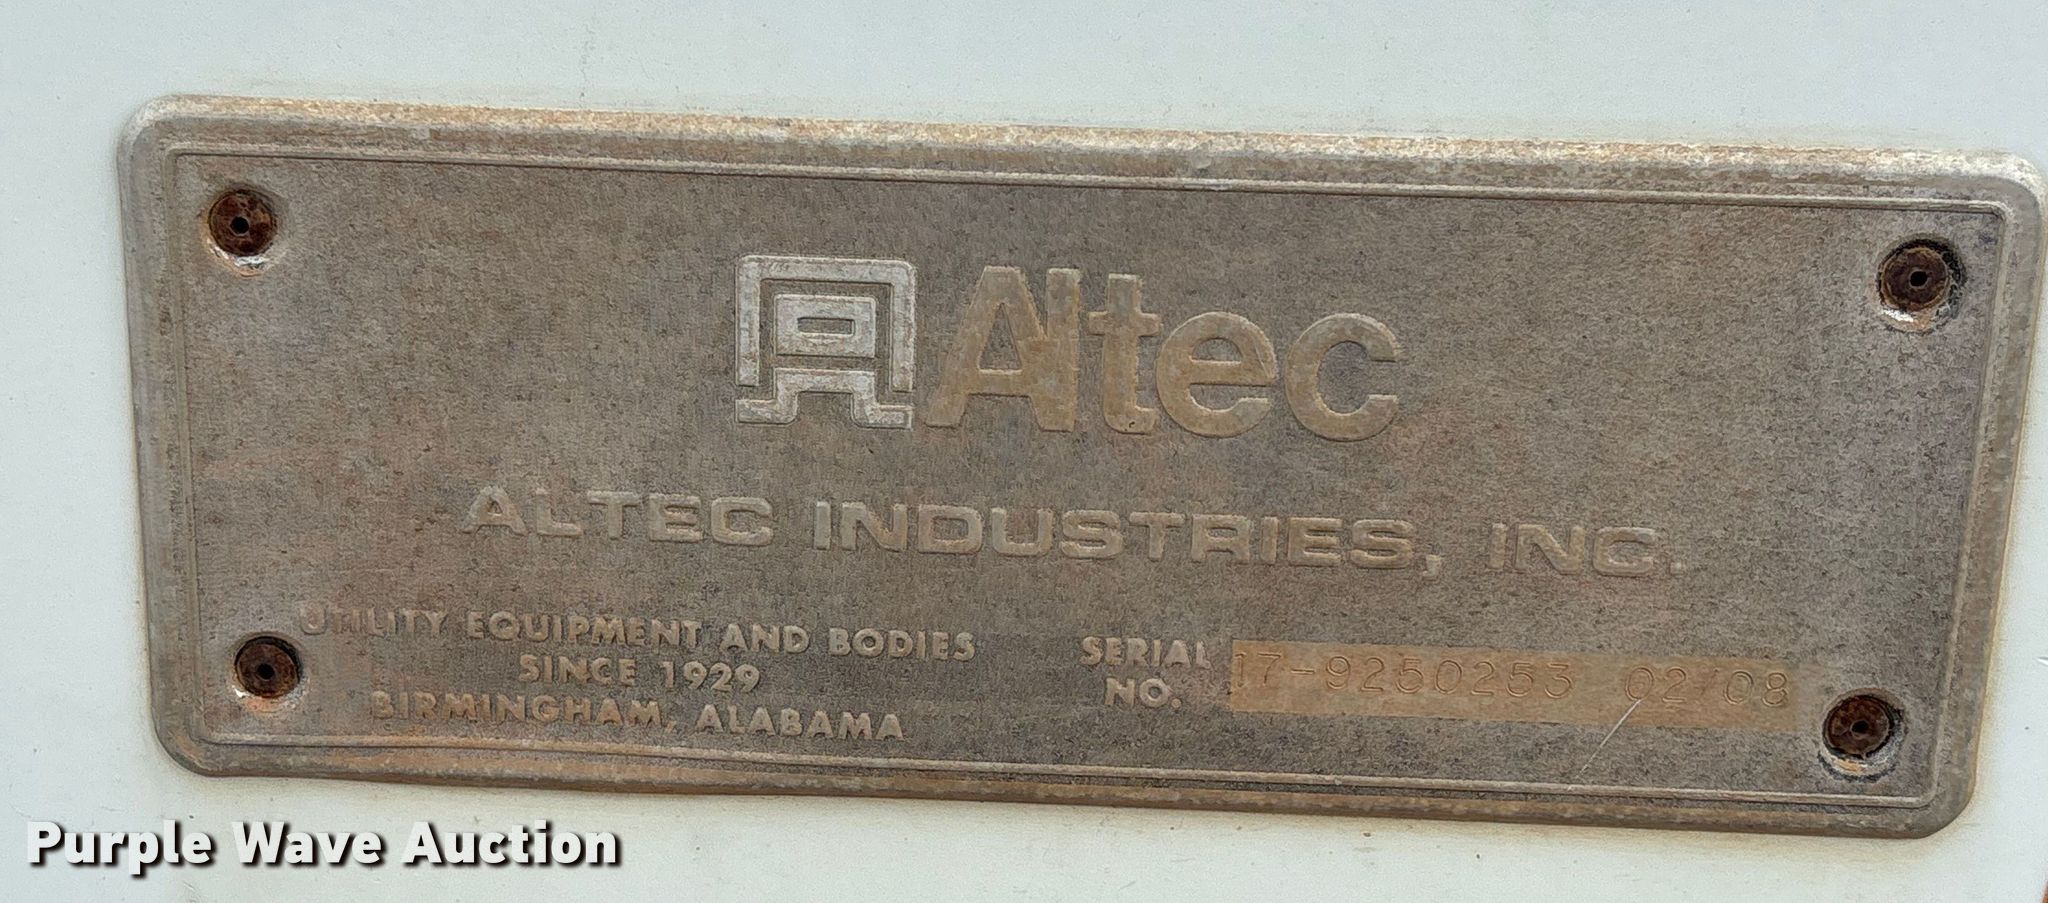 Altec
ALTEC INDUSTRIES, INC.
UTILITY EQUIPMENT AND BODIES
SINCE 1929
BIRMINGHAM, ALABAMA
SERIAL NO. 17-9250253 02/08
Purple Wave Auction